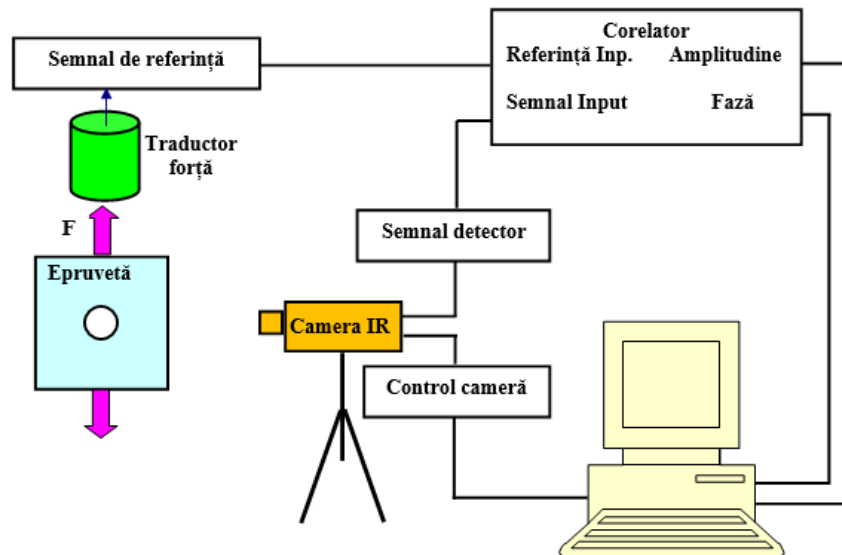 Corelator
Semnal de referință
Referință Inp. Amplitudine
Semnal Input Fază
Traductor
forță
F
Semnal detector
Epruvetă
Camera IR
Control cameră